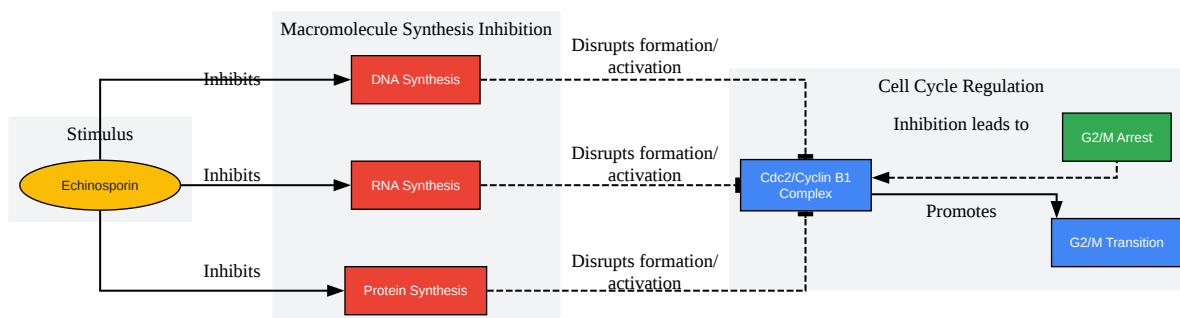 Macromolecule Synthesis Inhibition
Disrupts formation/
activation
Inhibits
DNA Synthesis
Cell Cycle Regulation
Stimulus
Inhibition leads to
G2/M Arrest
Echinosporin
Inhibits
RNA Synthesis
Disrupts formation/
activation
Cdc2/Cyclin B1
Complex
Promotes
G2/M Transition
Inhibits
Protein Synthesis
Disrupts formation/
activation